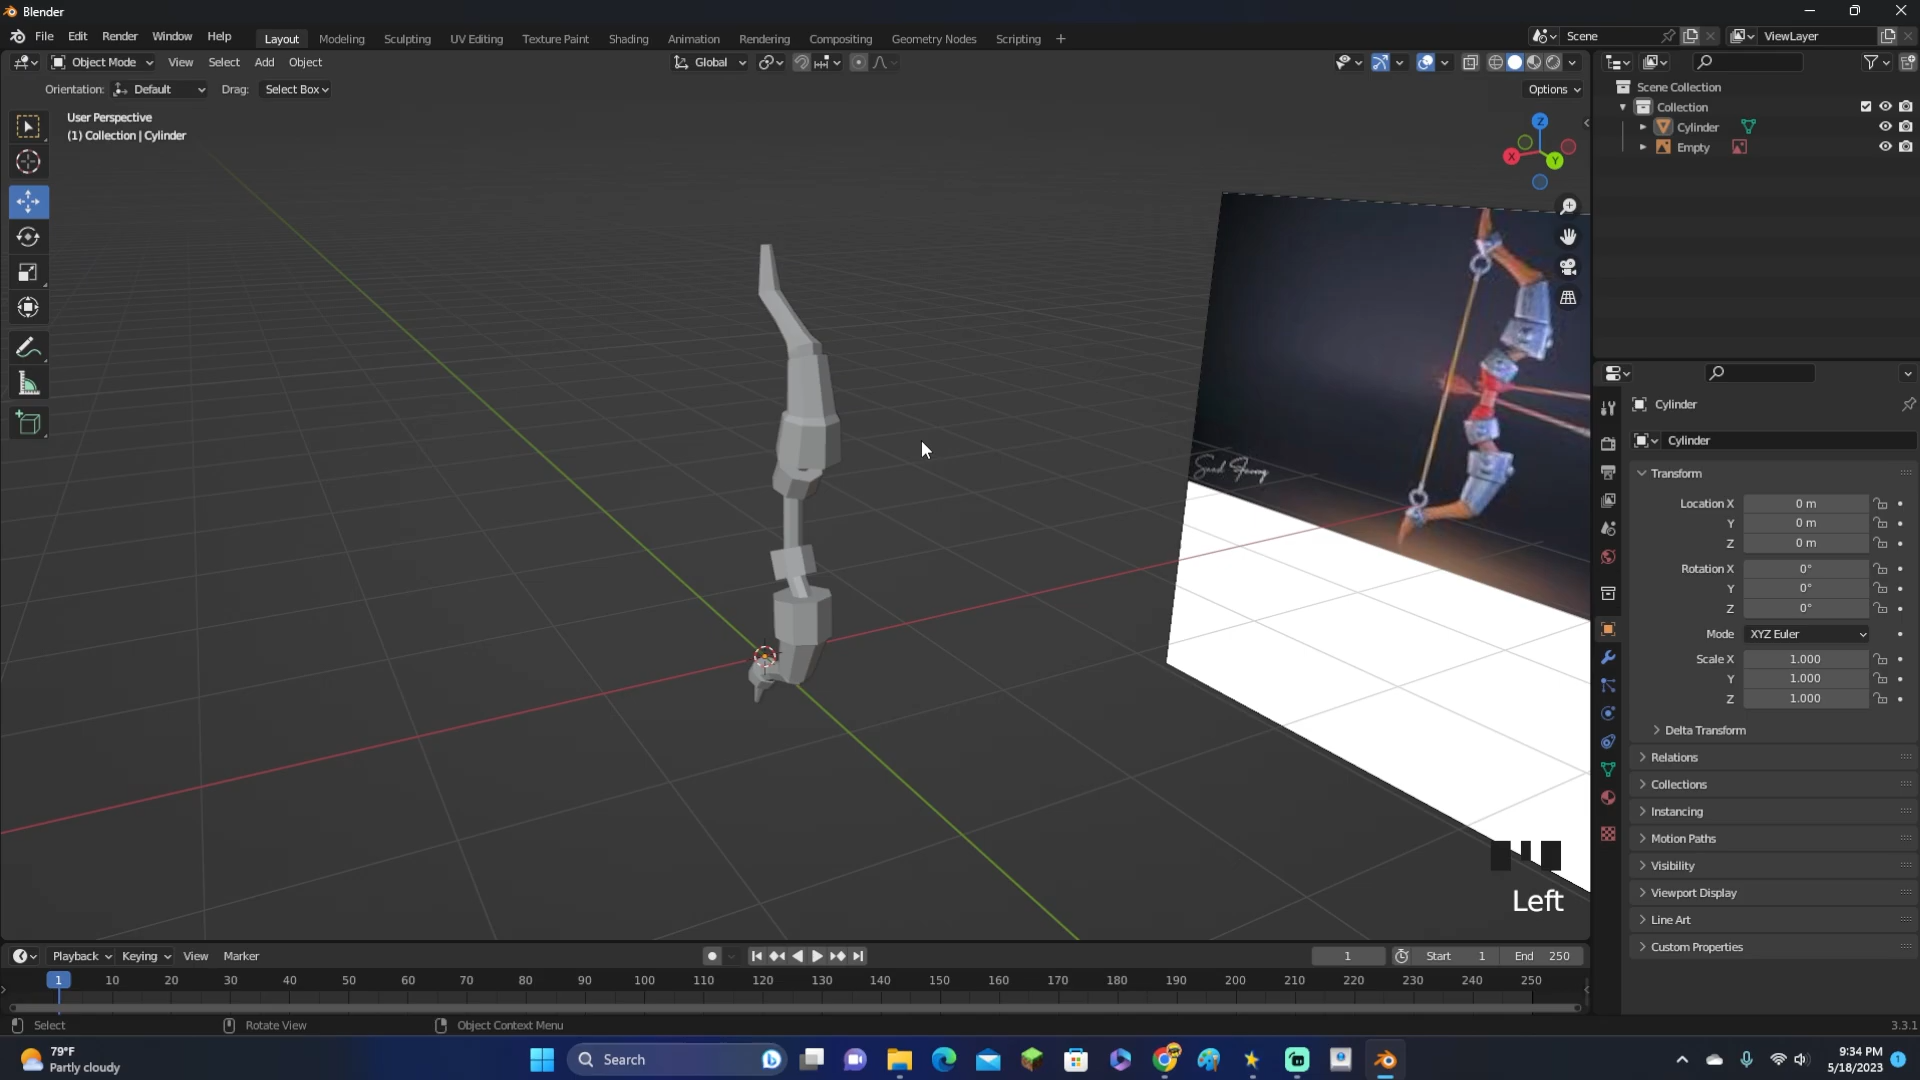 Blender
File Edit Render Window Help
Layout Modeling Sculpting UV Editing Texture Paint Shading Animation Rendering Compositing Geometry Nodes Scripting +
Scene
ViewLayer
Object Mode View Select Add Object
Global
Orientation: Default Drag: Select Box
Options
User Perspective
(1) Collection | Cylinder
Z
X
Y
Scene Collection
Collection
Cylinder
Empty
Cylinder
Cylinder
Transform
Location X 0 m
Y 0 m
Z 0 m
Rotation X 0°
Y 0°
Z 0°
Mode XYZ Euler
Scale X 1.000
Y 1.000
Z 1.000
Delta Transform
Relations
Collections
Instancing
Motion Paths
Visibility
Viewport Display
Line Art
Custom Properties
Left
Playback Keying View Marker
1 Start 1 End 250
1 10 20 30 40 50 60 70 80 90 100 110 120 130 140 150 160 170 180 190 200 210 220 230 240 250
Select Rotate View Object Context Menu
3.3.1
79°F
Partly cloudy
Search
9:34 PM
5/18/2023
1